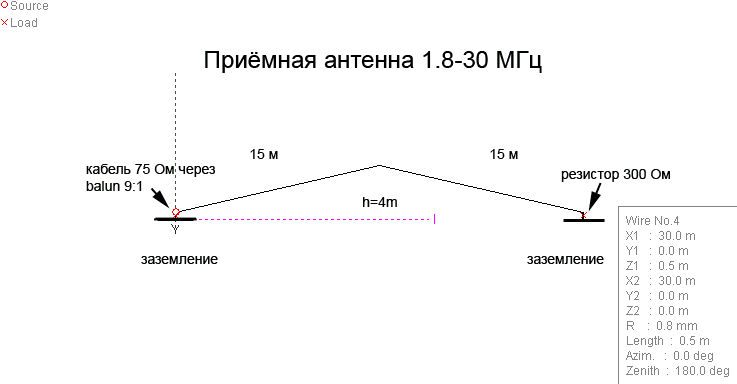 Source
Load
Приёмная антенна 1.8-30 МГц
15 м
15 м
кабель 75 Ом через
balun 9:1
резистор 300 Ом
h=4m
Y
заземление
заземление
Wire No.4
X1 : 30.0 m
Y1 : 0.0 m
Z1 : 0.5 m
X2 : 30.0 m
Y2 : 0.0 m
Z2 : 0.0 m
R : 0.8 mm
Length : 0.5 m
Azim. : 0.0 deg
Zenith : 180.0 deg